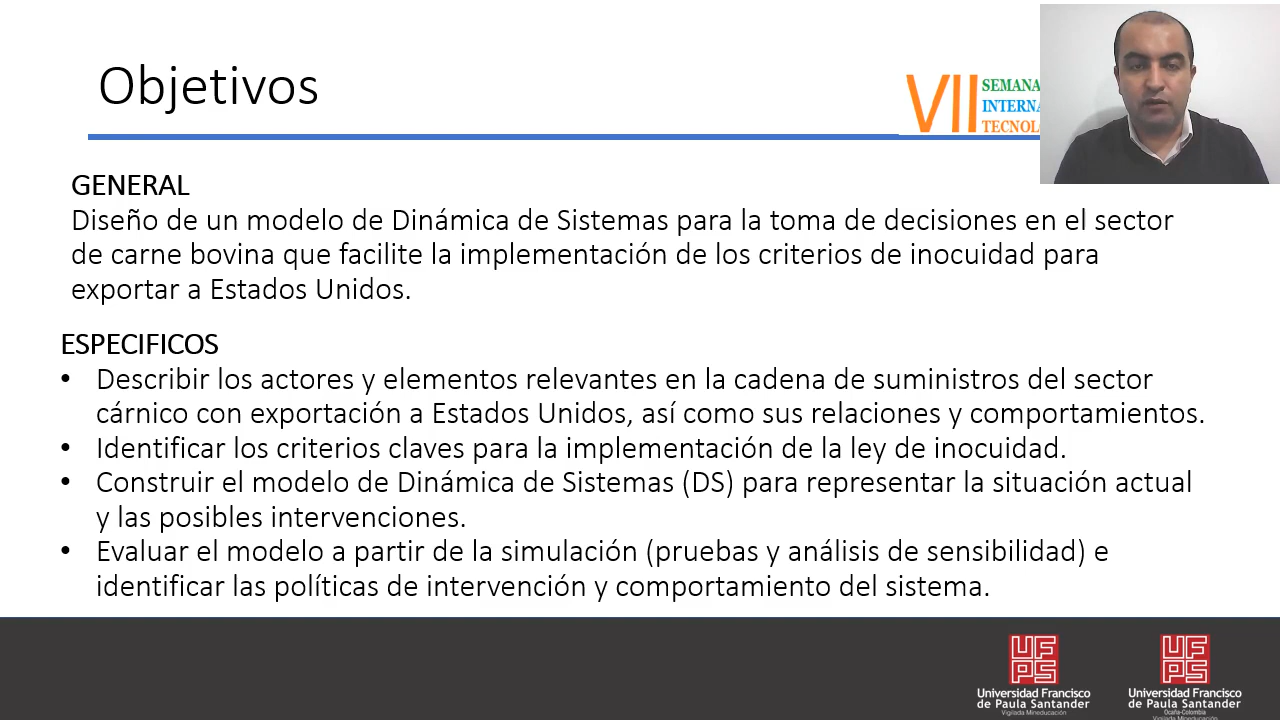 Objetivos
VII SEMANA
INTERNA
TECNOL
GENERAL
Diseño de un modelo de Dinámica de Sistemas para la toma de decisiones en el sector
de carne bovina que facilite la implementación de los criterios de inocuidad para
exportar a Estados Unidos.
ESPECIFICOS
• Describir los actores y elementos relevantes en la cadena de suministros del sector
cárnico con exportación a Estados Unidos, así como sus relaciones y comportamientos.
• Identificar los criterios claves para la implementación de la ley de inocuidad.
• Construir el modelo de Dinámica de Sistemas (DS) para representar la situación actual
y las posibles intervenciones.
• Evaluar el modelo a partir de la simulación (pruebas y análisis de sensibilidad) e
identificar las políticas de intervención y comportamiento del sistema.
UFPS
Universidad Francisco
de Paula Santander
Vigilada Mineducación
UFPS
Universidad Francisco
de Paula Santander
Ocaña-Colombia
Vigilada Mineducación